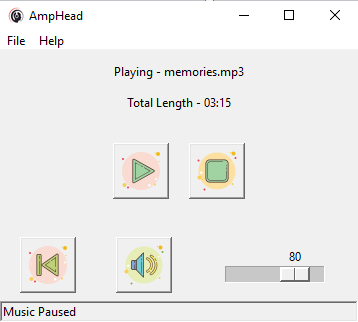 AmpHead
File Help
Playing - memories.mp3
Total Length - 03:15
80
Music Paused